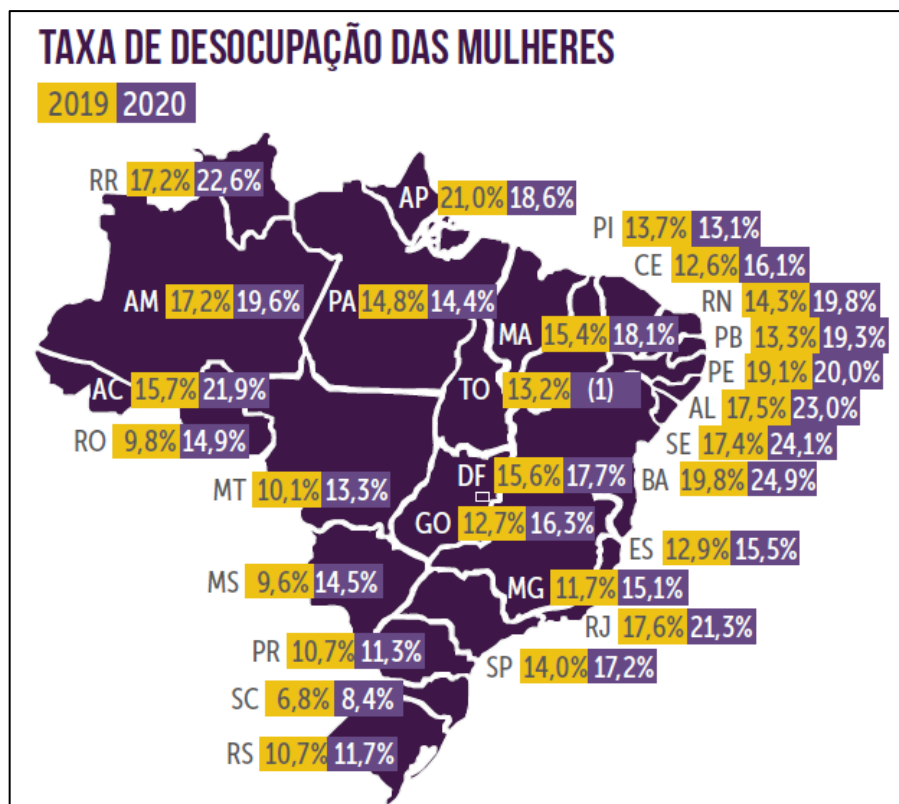 TAXA DE DESOCUPAÇÃO DAS MULHERES
2019 2020
RR 17,2% 22,6%
AP 21,0% 18,6%
PI 13,7% 13,1%
CE 12,6% 16,1%
AM 17,2% 19,6%
PA 14,8% 14,4%
RN 14,3% 19,8%
MA 15,4% 18,1%
PB 13,3% 19,3%
PE 19,1% 20,0%
AC 15,7% 21,9%
TO 13,2% (1)
AL 17,5% 23,0%
RO 9,8% 14,9%
SE 17,4% 24,1%
DF 15,6% 17,7%
BA 19,8% 24,9%
MT 10,1% 13,3%
GO 12,7% 16,3%
ES 12,9% 15,5%
MS 9,6% 14,5%
MG 11,7% 15,1%
RJ 17,6% 21,3%
PR 10,7% 11,3%
SP 14,0% 17,2%
SC 6,8% 8,4%
RS 10,7% 11,7%